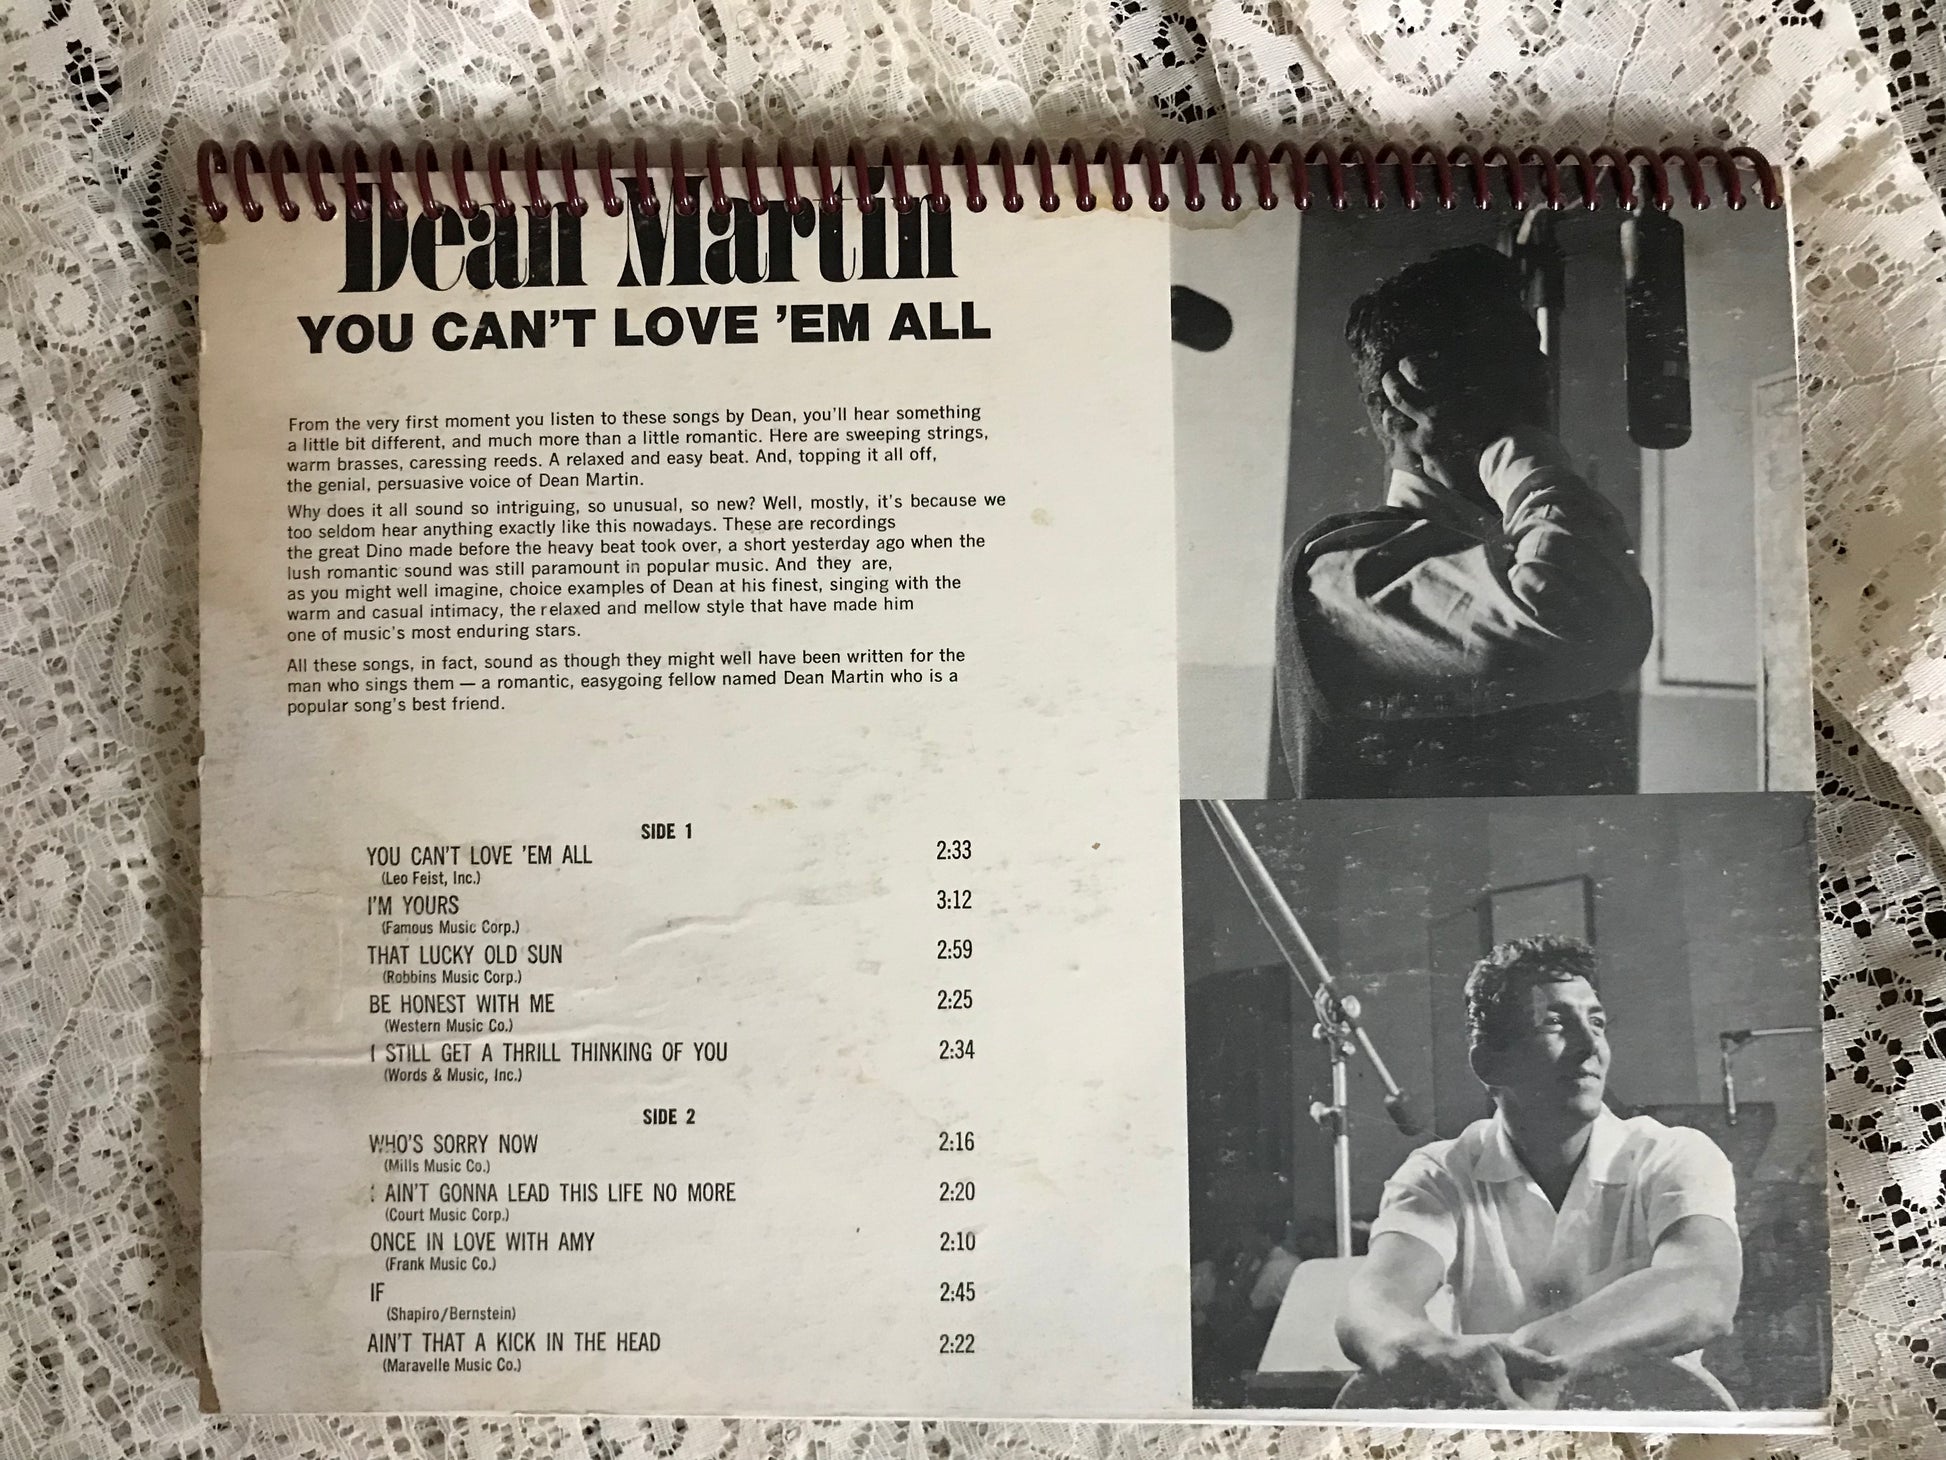 Dean Martin
YOU CAN'T LOVE 'EM ALL
From the very first moment you listen to these songs by Dean, you'll hear something
a little bit different, and much more than a little romantic. Here are sweeping strings,
warm brasses, caressing reeds. A relaxed and easy beat. And, topping it all off,
the genial, persuasive voice of Dean Martin.
Why does it all sound so intriguing, so unusual, so new? Well, mostly, it's because we
too seldom hear anything exactly like this nowadays. These are recordings
the great Dino made before the heavy beat took over, a short yesterday ago when the
lush romantic sound was still paramount in popular music. And they are,
as you might well imagine, choice examples of Dean at his finest, singing with the
warm and casual intimacy, the relaxed and mellow style that have made him
one of music's most enduring stars.
All these songs, in fact, sound as though they might well have been written for the
man who sings them — a romantic, easygoing fellow named Dean Martin who is a
popular song's best friend.
SIDE 1
YOU CAN'T LOVE 'EM ALL 2:33
(Leo Feist, Inc.)
I'M YOURS 3:12
(Famous Music Corp.)
THAT LUCKY OLD SUN 2:59
(Robbins Music Corp.)
BE HONEST WITH ME 2:25
(Western Music Co.)
I STILL GET A THRILL THINKING OF YOU 2:34
(Words & Music, Inc.)
SIDE 2
WHO'S SORRY NOW 2:16
(Mills Music Co.)
I AIN'T GONNA LEAD THIS LIFE NO MORE 2:20
(Court Music Corp.)
ONCE IN LOVE WITH AMY 2:10
(Frank Music Co.)
IF 2:45
(Shapiro/Bernstein)
AIN'T THAT A KICK IN THE HEAD 2:22
(Maravelle Music Co.)